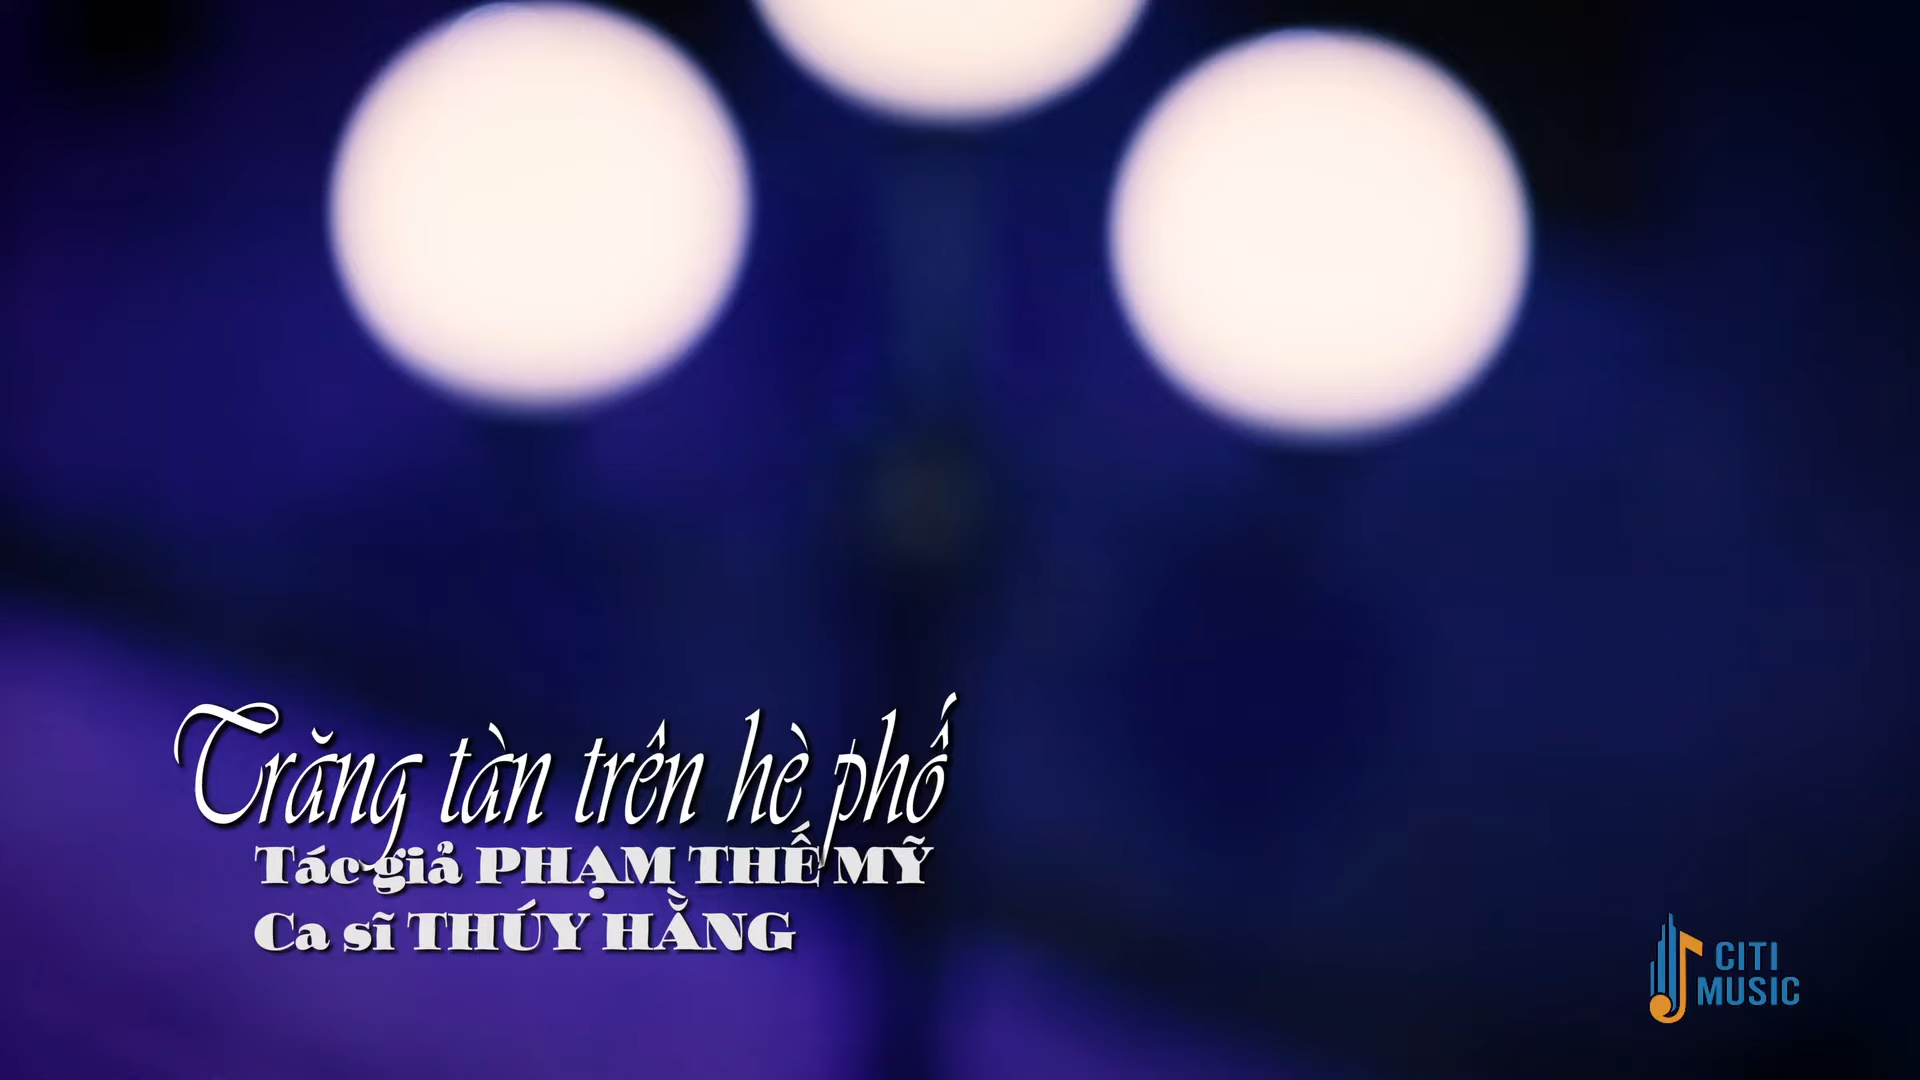 Trăng tàn trên hè phố
Tác giả PHẠM THẾ MỸ
Ca sĩ THÚY HẰNG
CITI
MUSIC